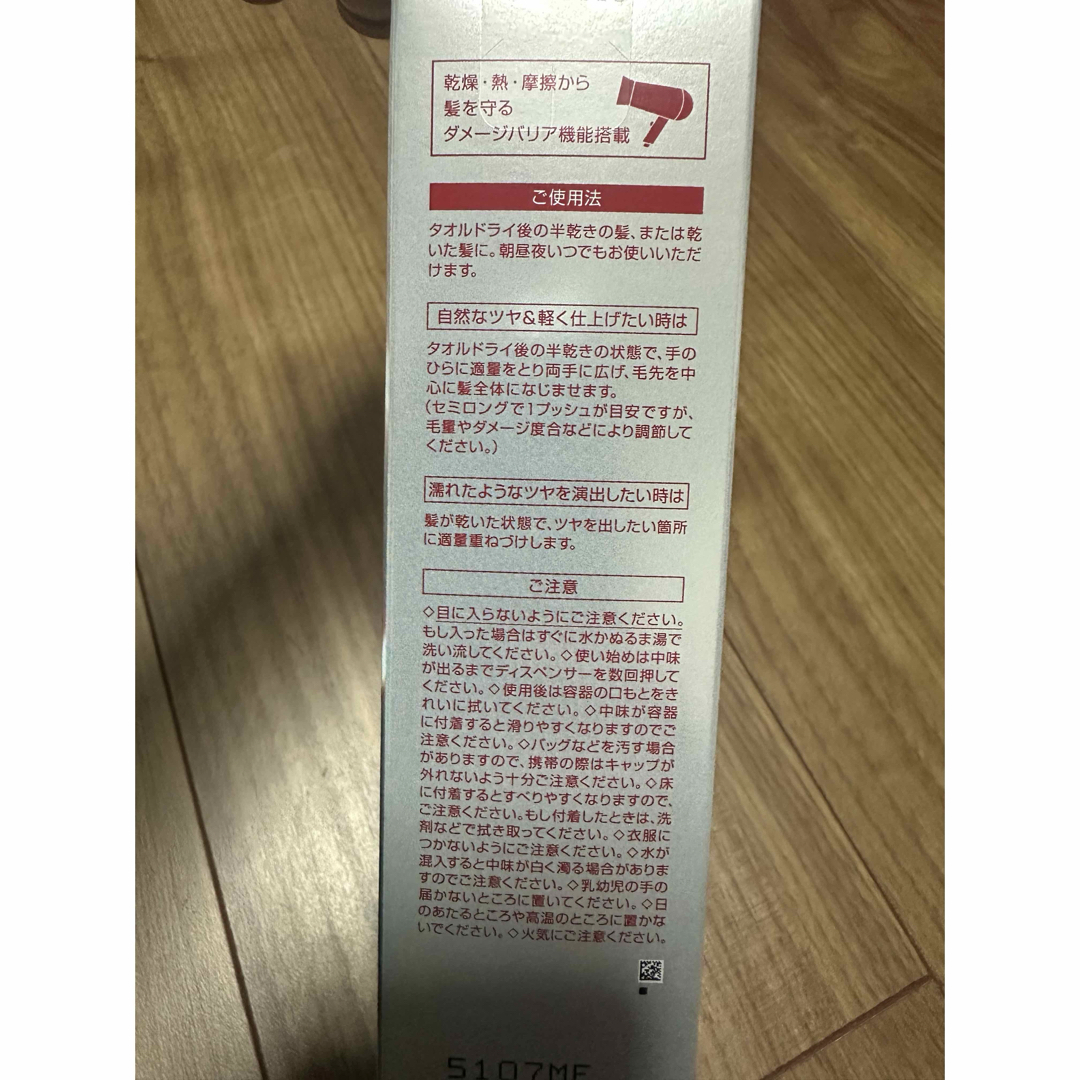 乾燥・熱・摩擦から
髪を守る
ダメージバリア機能搭載
ご使用法
タオルドライ後の半乾きの髪、または乾
いた髪に。朝昼夜いつでもお使いいただ
けます。
自然なツヤ&軽く仕上げたい時は
タオルドライ後の半乾きの状態で、手の
ひらに適量をとり両手に広げ、毛先を中
心に髪全体になじませます。
(セミロングで1プッシュが目安ですが、
毛量やダメージ度合などにより調節して
ください。)
濡れたようなツヤを演出したい時は
髪が乾いた状態で、ツヤを出したい箇所
に適量重ねづけします。
ご注意
◇目に入らないようにご注意ください。
もし入った場合はすぐに水かぬるま湯で
洗い流してください。◇使い始めは中味
が出るまでディスペンサーを数回押して
ください。◇使用後は容器の口もとをき
れいに拭いてください。◇中味が容器
に付着すると滑りやすくなりますのでご
注意ください。◇バッグなどを汚す場合
がありますので、携帯の際はキャップが
外れないよう十分ご注意ください。◇床
に付着するとすべりやすくなりますので、
ご注意ください。もし付着したときは、洗
剤などで拭き取ってください。◇衣服に
つかないようにご注意ください。◇水が
混入すると中味が白く濁る場合がありま
すのでご注意ください。◇乳幼児の手の
届かないところに置いてください。◇日
のあたるところや高温のところに置かな
いでください。◇火気にご注意ください。
5107MF